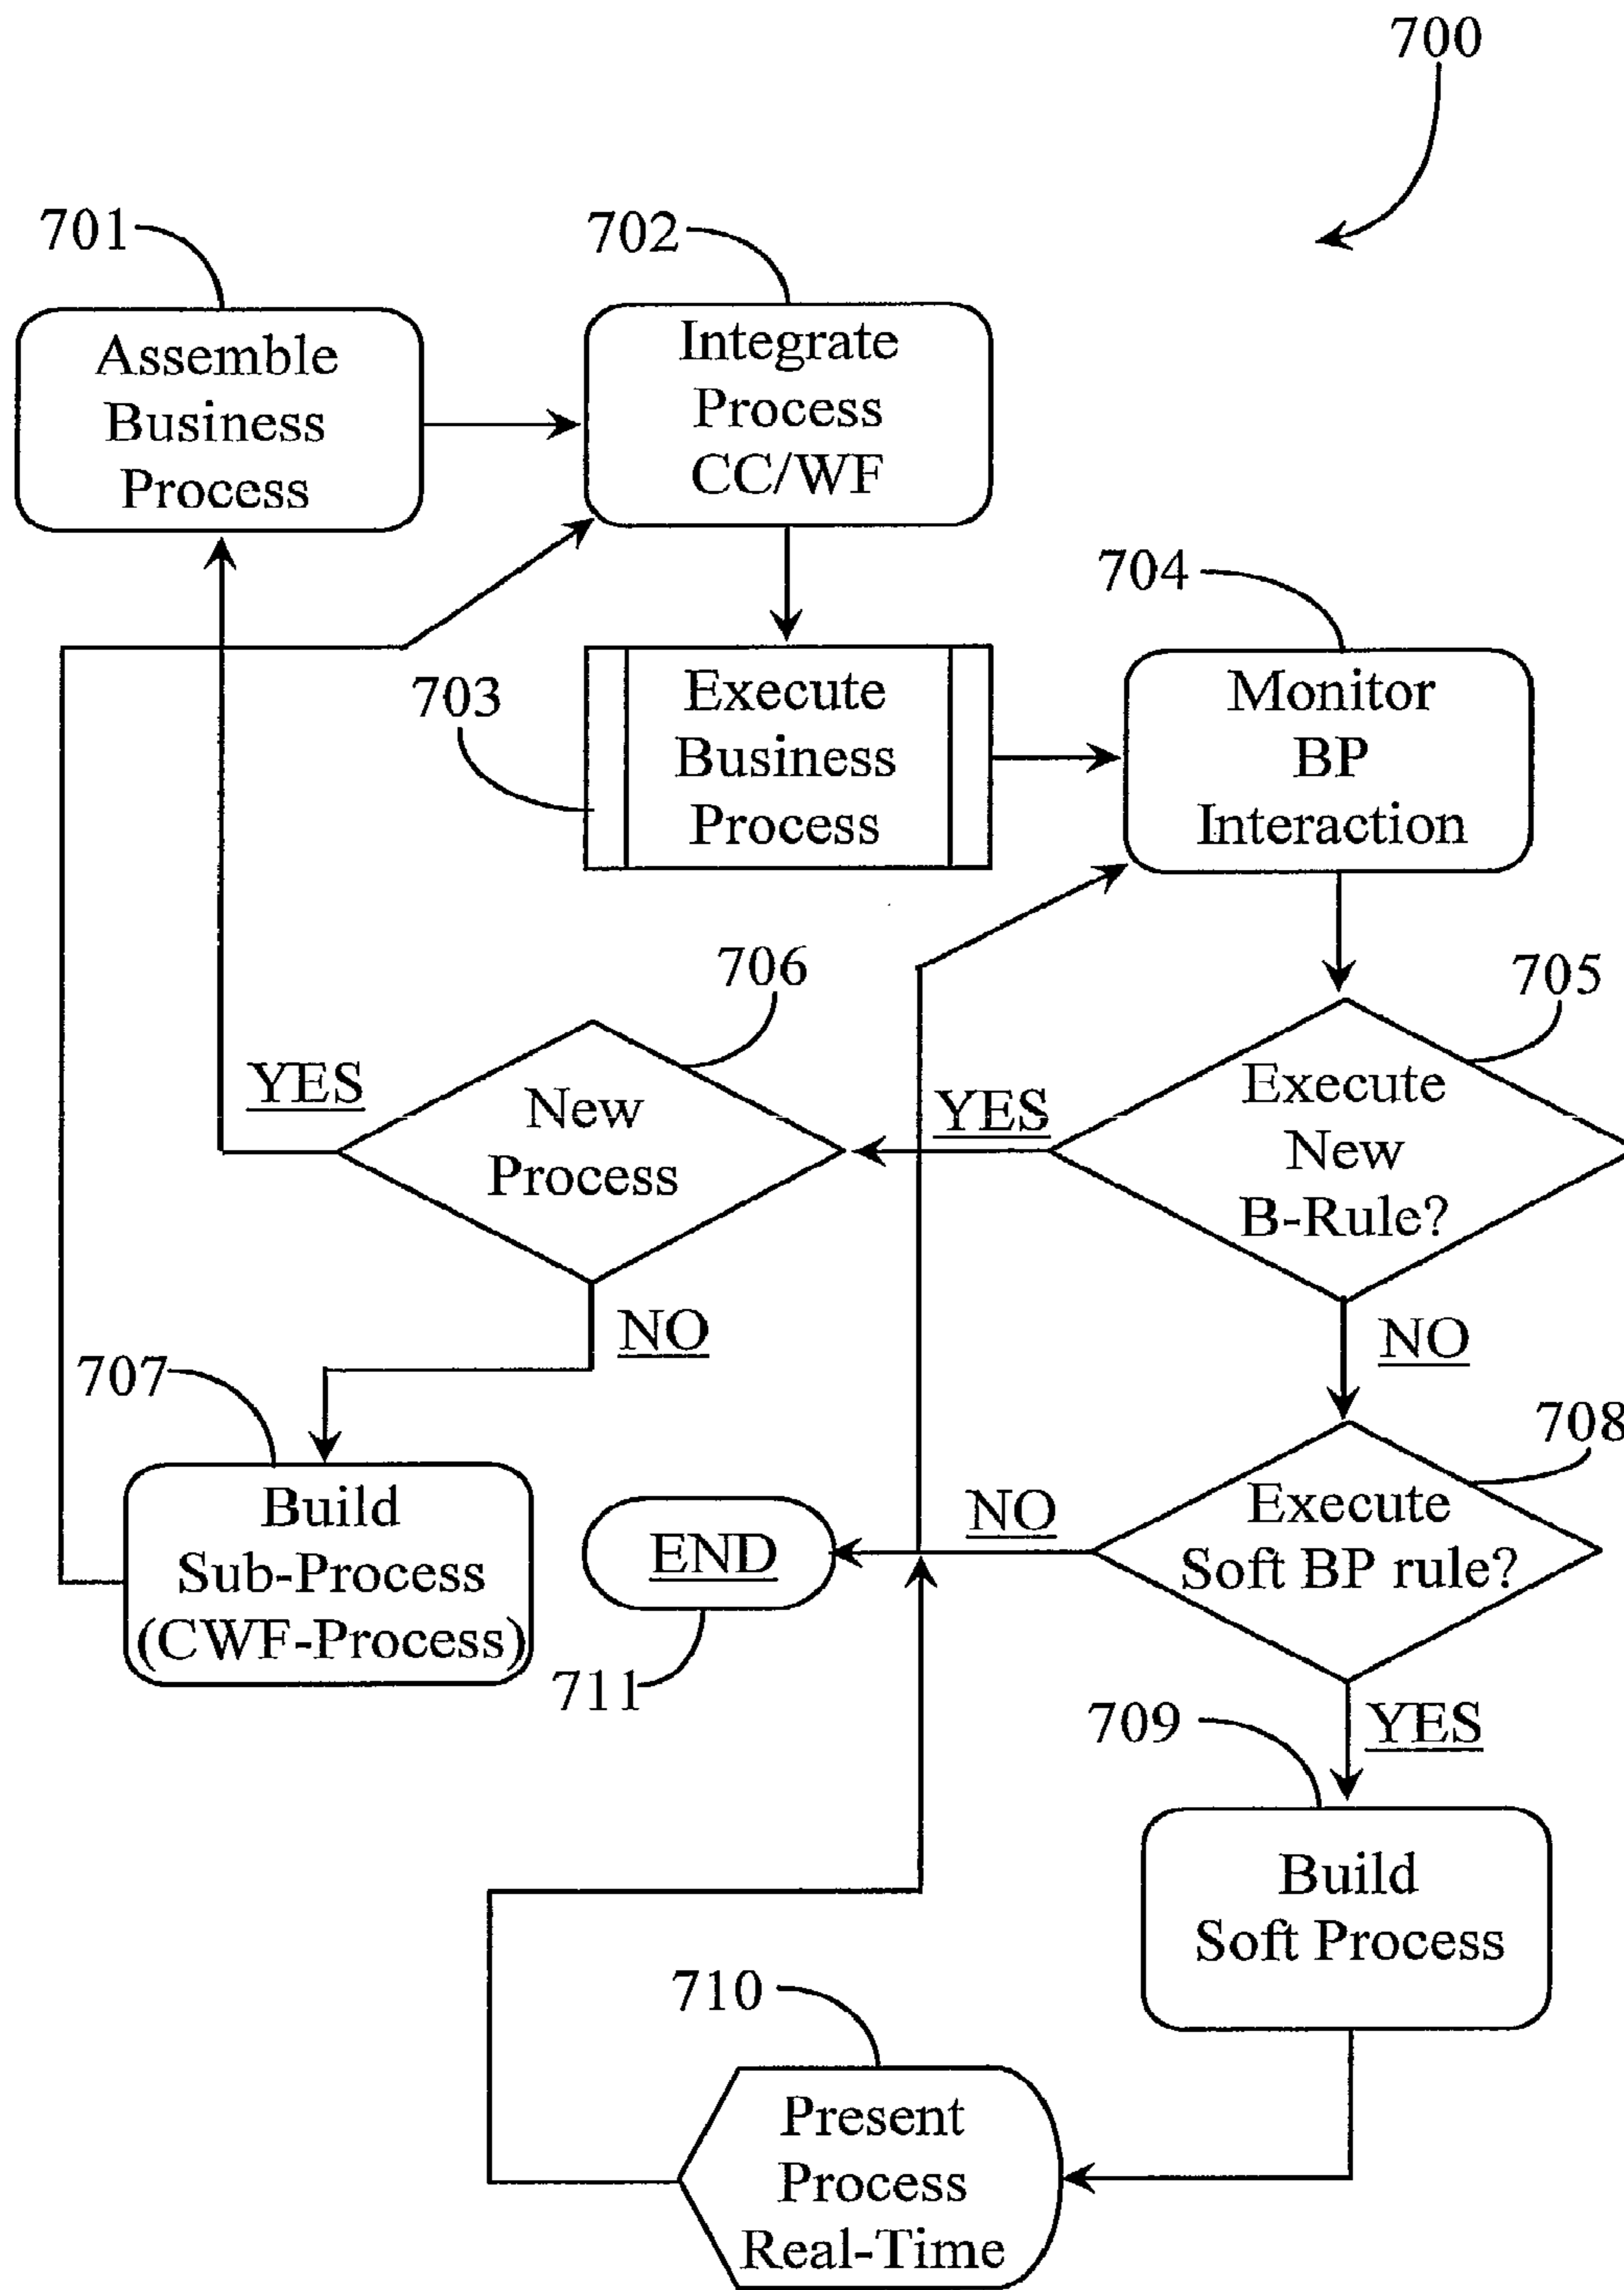 700
701
702
Assemble
Business
Process
Integrate
Process
CC/WF
704
703
Execute
Business
Process
Monitor
BP
Interaction
706
705
YES
New
Process
YES
Execute
New
B-Rule?
NO
NO
707
708
Build
Sub-Process
(CWF-Process)
END
NO
Execute
Soft BP rule?
711
709
YES
Build
Soft Process
710
Present
Process
Real-Time